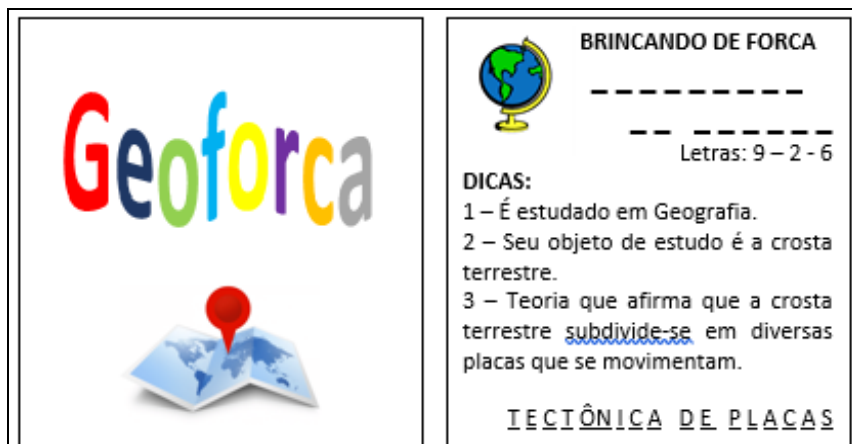 Geoforca
BRINCANDO DE FORCA
_ _ _ _ _ _ _ _ _
_ _ _ _ _ _ _ _
Letras: 9 – 2 - 6
DICAS:
1 – É estudado em Geografia.
2 – Seu objeto de estudo é a crosta
terrestre.
3 – Teoria que afirma que a crosta
terrestre subdivide-se em diversas
placas que se movimentam.
TECTÔNICA DE PLACAS